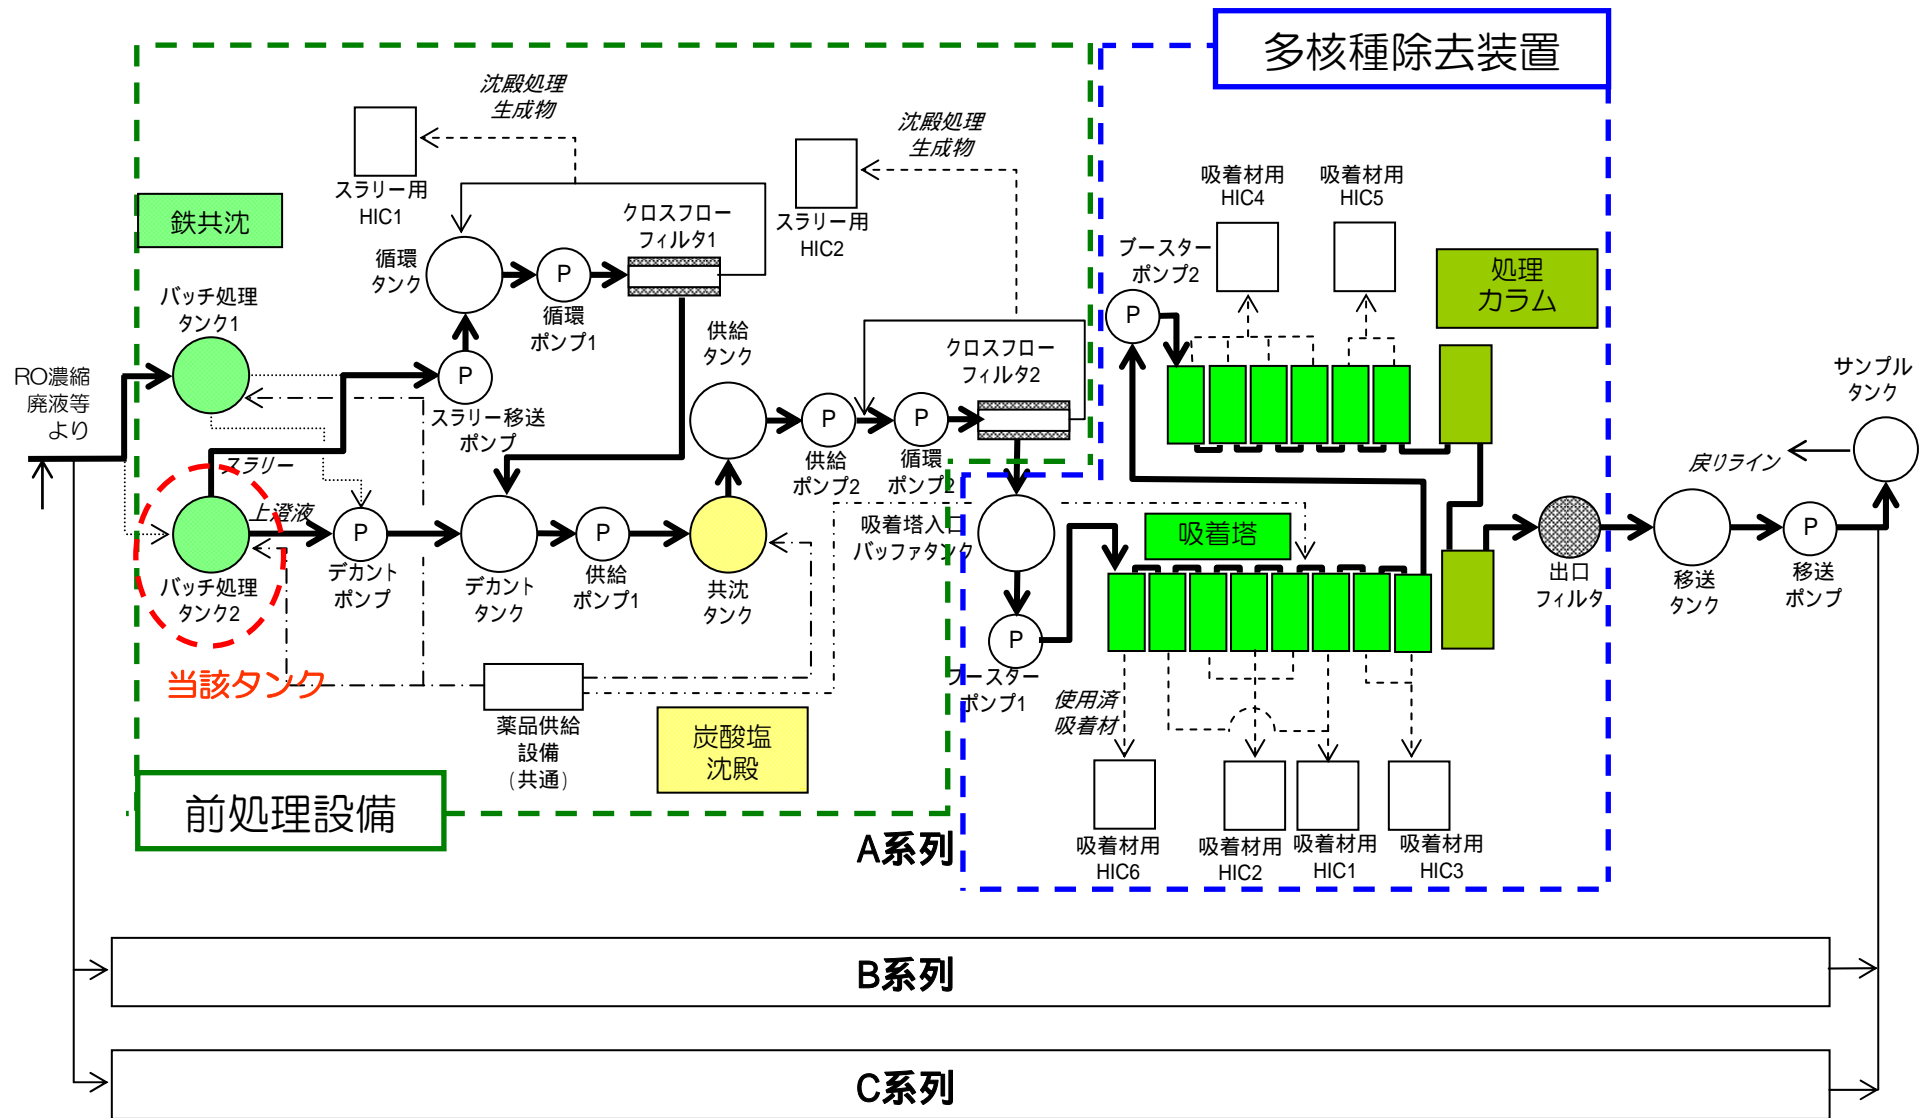 多核種除去装置
沈殿処理
生成物
沈殿処理
生成物
スラリー用
HIC1
スラリー用
HIC2
吸着材用
HIC4
吸着材用
HIC5
鉄共沈
クロスフロー
フィルタ1
循環
タンク
P
循環
ポンプ1
ブースター
ポンプ2
P
処理
カラム
バッチ処理
タンク1
供給
タンク
クロスフロー
フィルタ2
サンプル
タンク
RO濃縮
廃液等
より
P
スラリー移送
ポンプ
P
供給
ポンプ2
P
循環
ポンプ2
スラリー
戻りライン
上澄液
P
デカント
ポンプ
デカント
タンク
P
供給
ポンプ1
共沈
タンク
吸着塔入口
バッファタンク
吸着塔
出口
フィルタ
移送
タンク
P
移送
ポンプ
バッチ処理
タンク2
当該タンク
P
ブースター
ポンプ1
使用済
吸着材
薬品供給
設備
(共通)
炭酸塩
沈殿
前処理設備
吸着材用
HIC6
吸着材用
HIC2
吸着材用
HIC1
吸着材用
HIC3
A系列
B系列
C系列